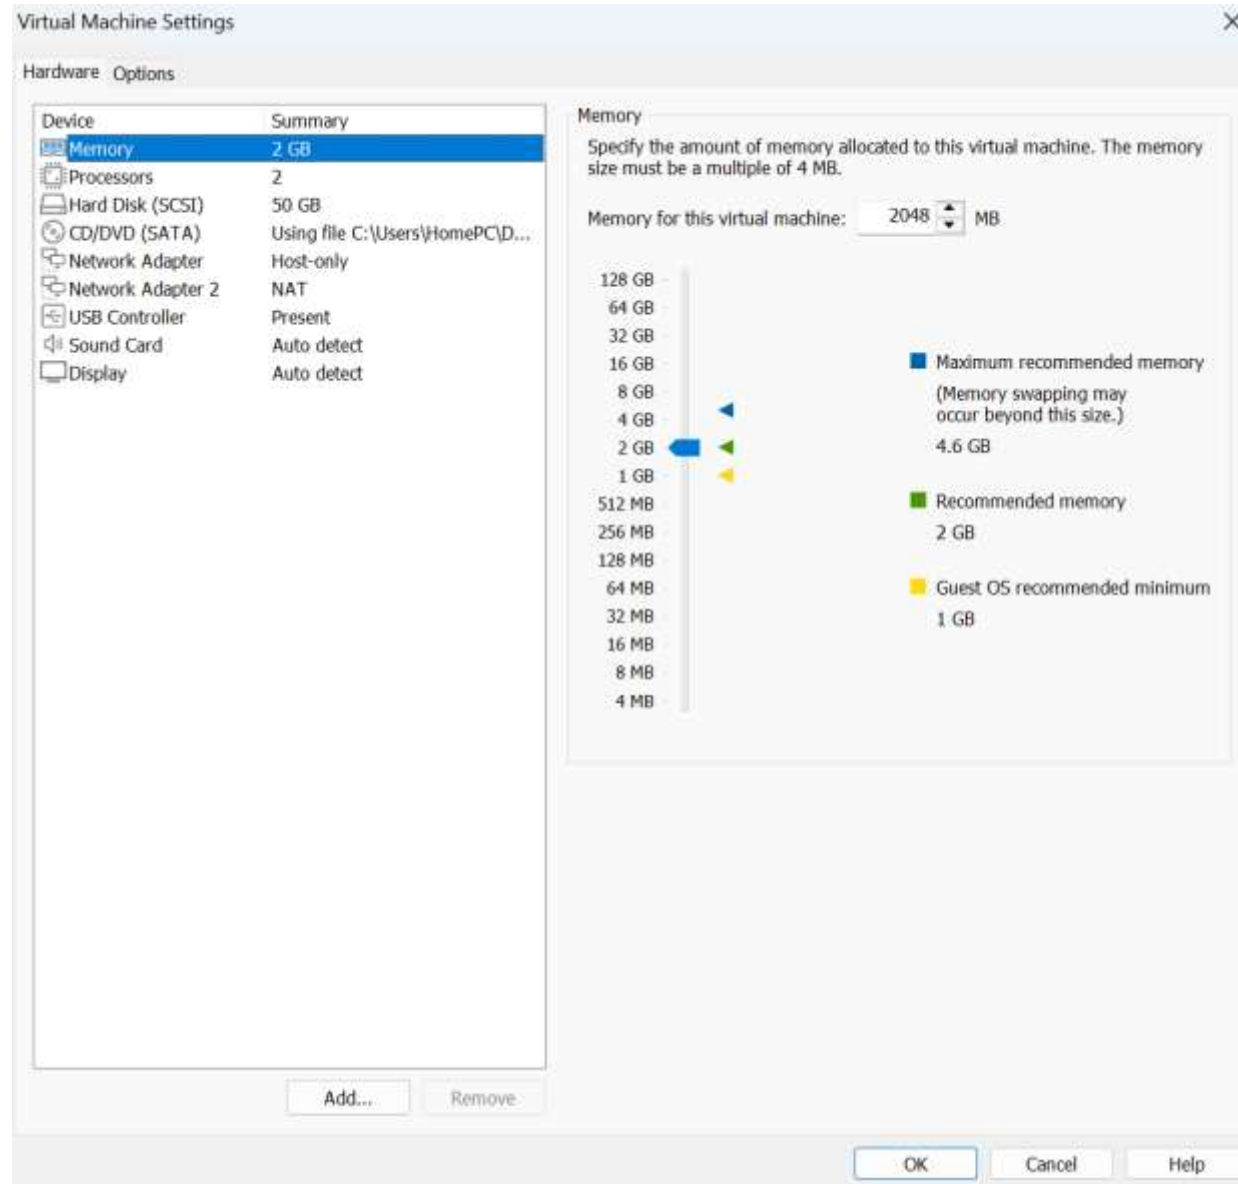 Virtual Machine Settings
Hardware Options
Device Summary
Memory 2 GB
Processors 2
Hard Disk (SCSI) 50 GB
CD/DVD (SATA) Using file C:\Users\HomePC\D...
Network Adapter Host-only
Network Adapter 2 NAT
USB Controller Present
Sound Card Auto detect
Display Auto detect
Add... Remove
Memory
Specify the amount of memory allocated to this virtual machine. The memory
size must be a multiple of 4 MB.
Memory for this virtual machine: 2048 MB
128 GB
64 GB
32 GB
16 GB
8 GB
4 GB
2 GB
1 GB
512 MB
256 MB
128 MB
64 MB
32 MB
16 MB
8 MB
4 MB
Maximum recommended memory
(Memory swapping may
occur beyond this size.)
4.6 GB
Recommended memory
2 GB
Guest OS recommended minimum
1 GB
OK Cancel Help